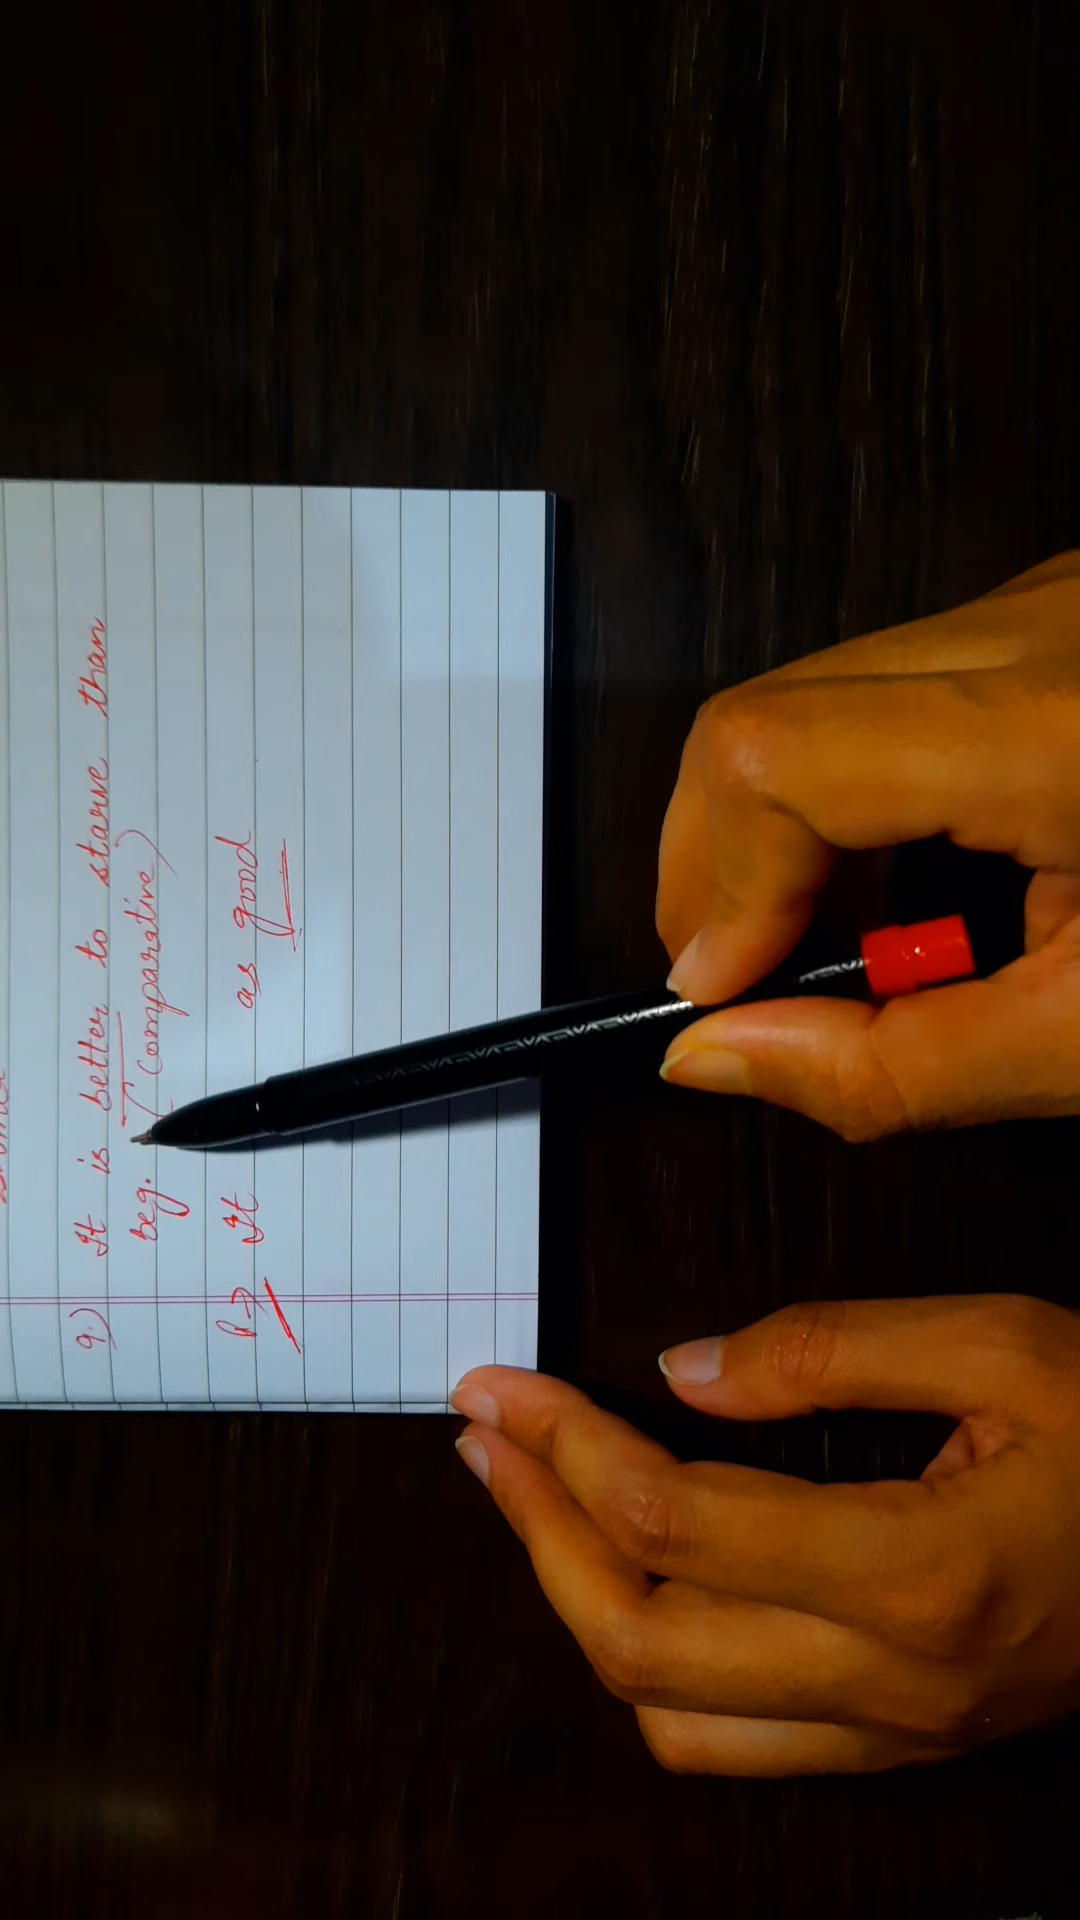 9.) It is better to starve than
beg. (Comparative)
P → It as good